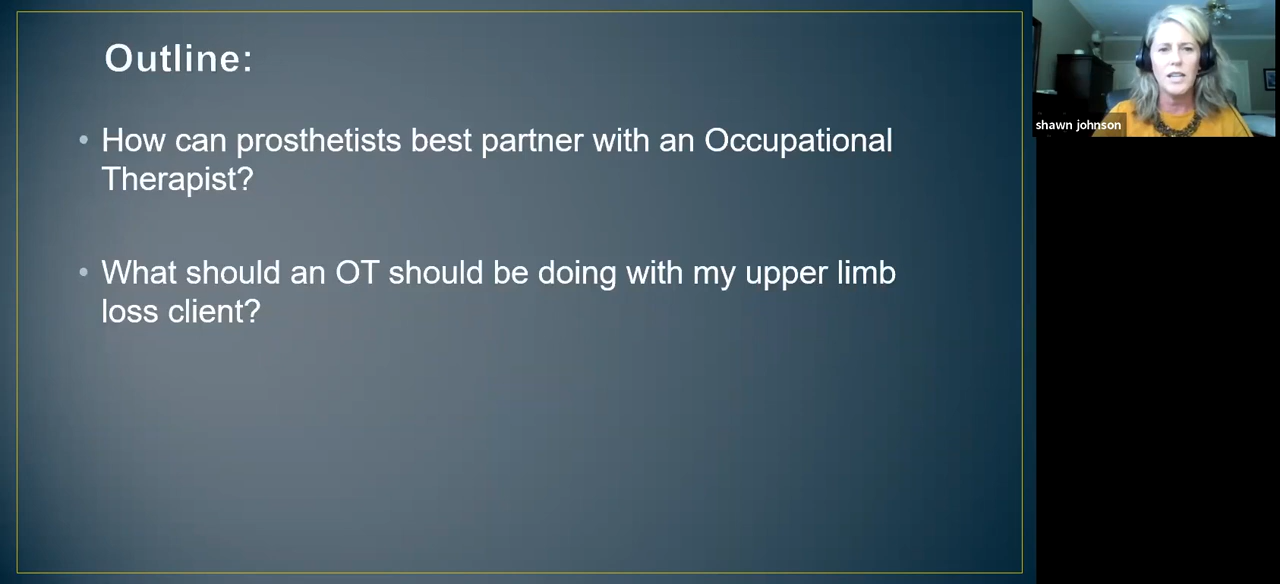 Outline:
• How can prosthetists best partner with an Occupational
Therapist?
• What should an OT should be doing with my upper limb
loss client?
shawn johnson